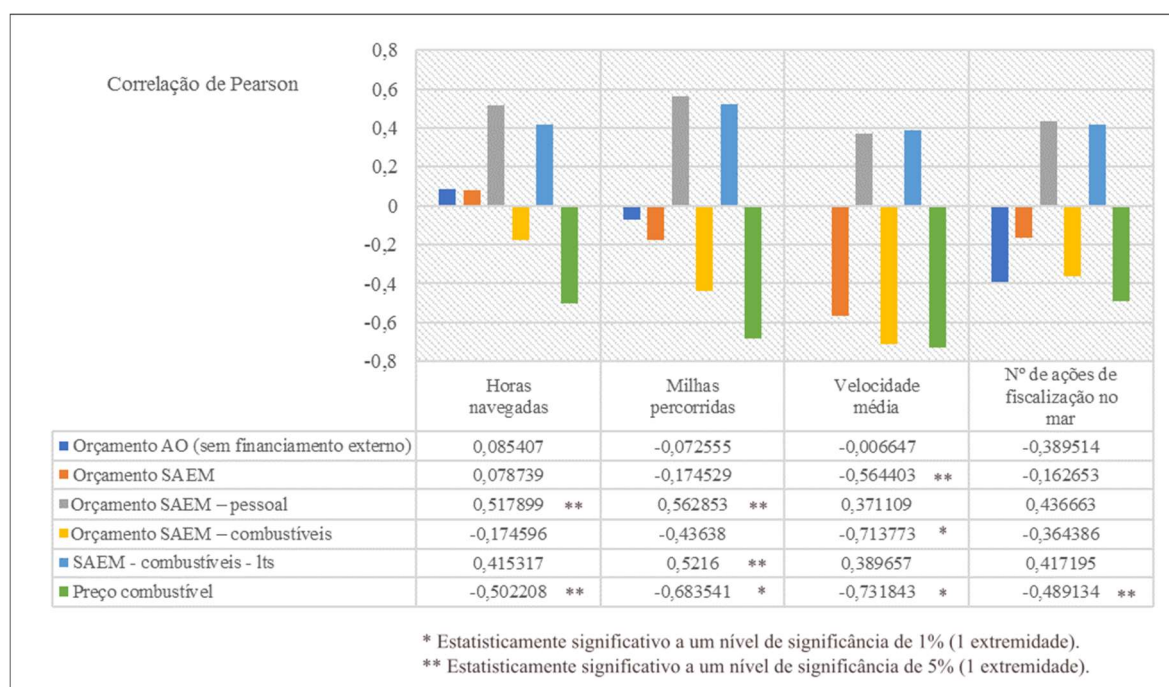 Correlação de Pearson
0,8
0,6
0,4
0,2
0
-0,2
-0,4
-0,6
-0,8
Horas
navegadas
Milhas
percorridas
Velocidade
média
Nº de ações de
fiscalização no
mar
Orçamento AO (sem financiamento externo) 0,085407 -0,072555 -0,006647 -0,389514
Orçamento SAEM 0,078739 -0,174529 -0,564403 ** -0,162653
Orçamento SAEM – pessoal 0,517899 ** 0,562853 ** 0,371109 0,436663
Orçamento SAEM – combustíveis -0,174596 -0,43638 -0,713773 * -0,364386
SAEM - combustíveis - lts 0,415317 0,5216 ** 0,389657 0,417195
Preço combustível -0,502208 ** -0,683541 * -0,731843 * -0,489134 **
* Estatisticamente significativo a um nível de significância de 1% (1 extremidade).
** Estatisticamente significativo a um nível de significância de 5% (1 extremidade).